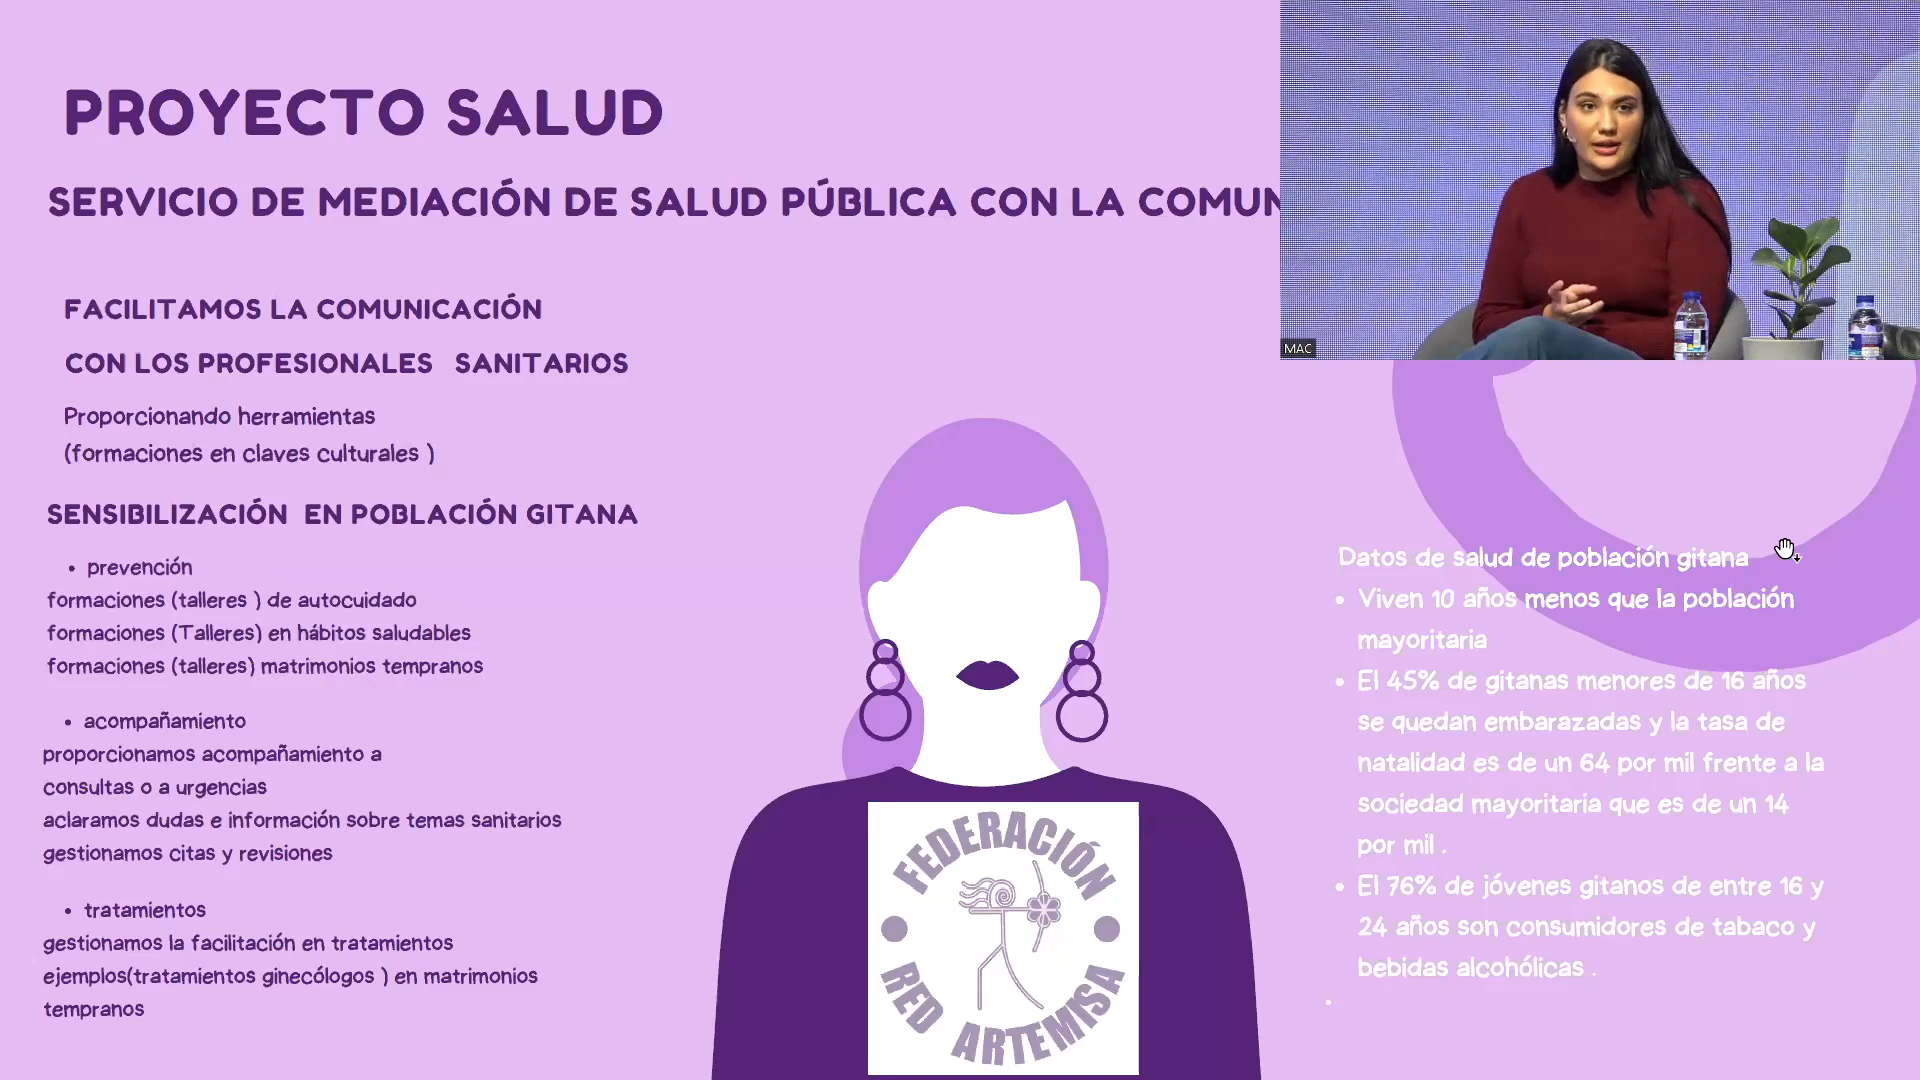 PROYECTO SALUD
SERVICIO DE MEDIACIÓN DE SALUD PÚBLICA CON LA
FACILITAMOS LA COMUNICACIÓN
CON LOS PROFESIONALES SANITARIOS
Proporcionando herramientas
(formaciones en claves culturales )
SENSIBILIZACIÓN EN POBLACIÓN GITANA
• prevención
formaciones (talleres ) de autocuidado
formaciones (Talleres) en hábitos saludables
formaciones (talleres) matrimonios tempranos
• acompañamiento
proporcionamos acompañamiento a
consultas o a urgencias
aclaramos dudas e información sobre temas sanitarios
gestionamos citas y revisiones
• tratamientos
gestionamos la facilitación en tratamientos
ejemplos(tratamientos ginecólogos ) en matrimonios
tempranos
FEDERACIÓN
RED ARTEMISA
MAC
Datos de salud de población gitana
• Viven 10 años menos que la población
mayoritaria
• El 45% de gitanas menores de 16 años
se quedan embarazadas y la tasa de
natalidad es de un 64 por mil frente a la
sociedad mayoritaria que es de un 14
por mil .
• El 76% de jóvenes gitanos de entre 16 y
24 años son consumidores de tabaco y
bebidas alcohólicas .